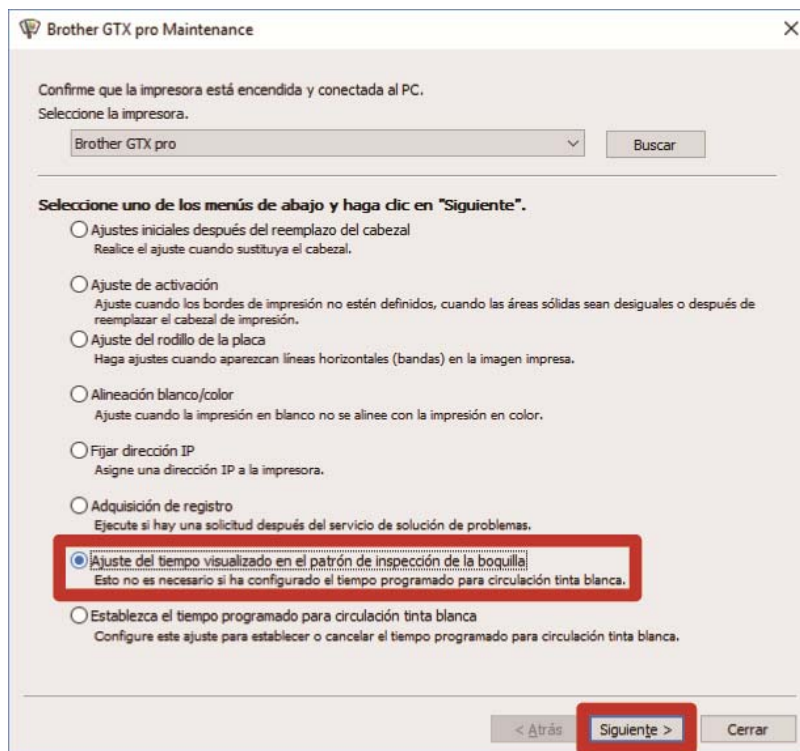 Brother GTX pro Maintenance
Confirme que la impresora está encendida y conectada al PC.
Seleccione la impresora.
Brother GTX pro
Buscar
Seleccione uno de los menús de abajo y haga clic en "Siguiente".
Ajustes iniciales después del reemplazo del cabezal
Realice el ajuste cuando sustituya el cabezal.
Ajuste de activación
Ajuste cuando los bordes de impresión no estén definidos, cuando las áreas sólidas sean desiguales o después de
reemplazar el cabezal de impresión.
Ajuste del rodillo de la placa
Haga ajustes cuando aparezcan líneas horizontales (bandas) en la imagen impresa.
Alineación blanco/color
Ajuste cuando la impresión en blanco no se alinee con la impresión en color.
Fijar dirección IP
Asigne una dirección IP a la impresora.
Adquisición de registro
Ejecute si hay una solicitud después del servicio de solución de problemas.
Ajuste del tiempo visualizado en el patrón de inspección de la boquilla
Esto no es necesario si ha configurado el tiempo programado para circulación tinta blanca.
Establezca el tiempo programado para circulación tinta blanca
Configure este ajuste para establecer o cancelar el tiempo programado para circulación tinta blanca.
< Atrás
Siguiente >
Cerrar